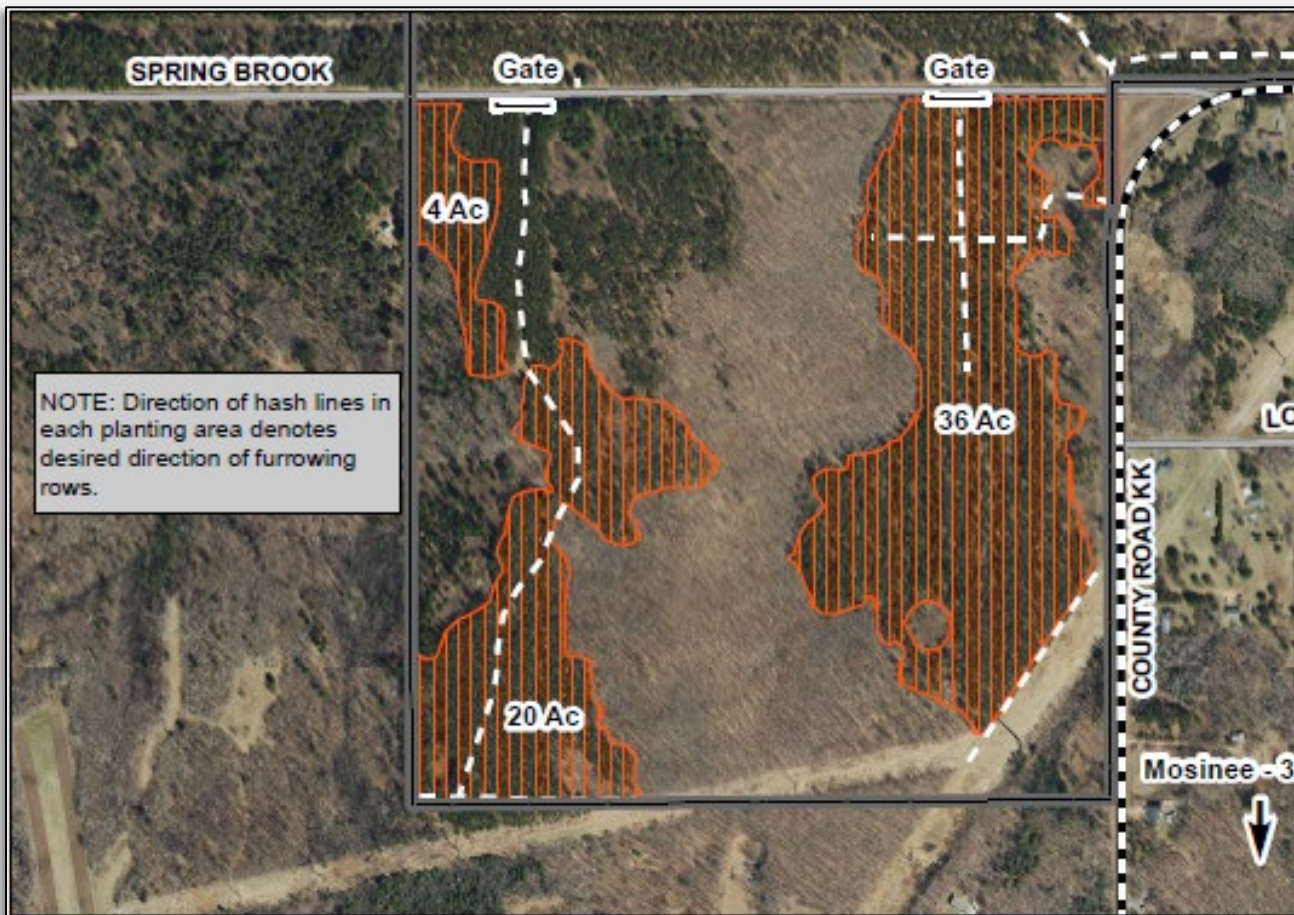 SPRING BROOK
Gate
Gate
4 Ac
NOTE: Direction of hash lines in
each planting area denotes
desired direction of furrowing
rows.
36 Ac
LO
COUNTY ROAD KK
20 Ac
Mosinee - 3